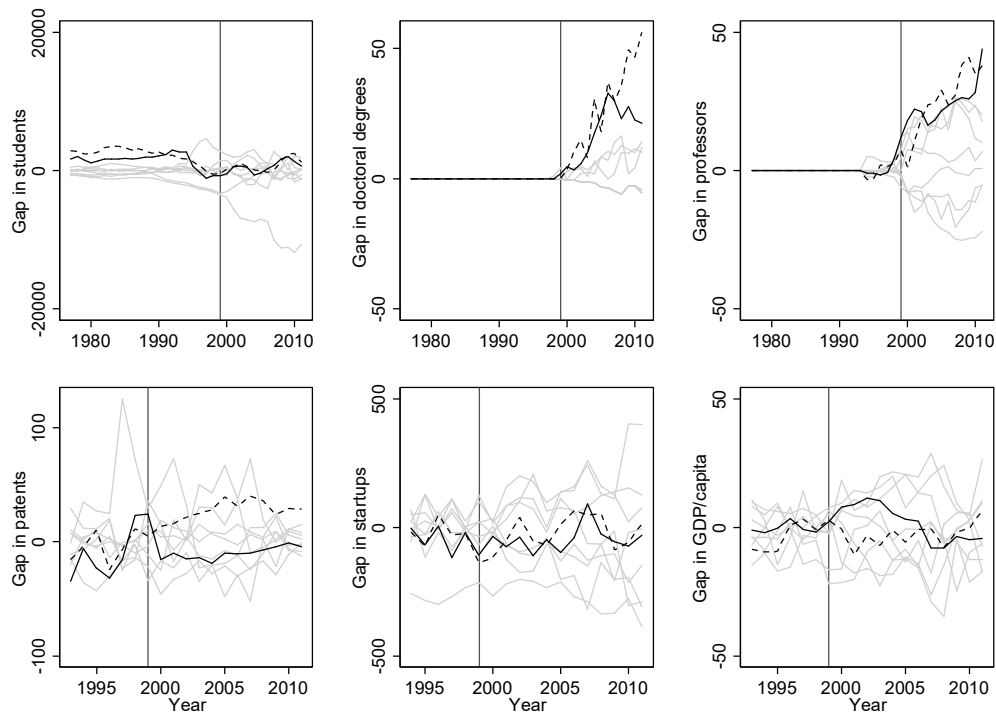 Gap in students
20000
0
-20000
1980 1990 2000 2010
Gap in doctoral degrees
50
0
-50
1980 1990 2000 2010
Gap in professors
50
0
-50
1980 1990 2000 2010
Gap in patents
100
0
-100
1995 2000 2005 2010
Year
Gap in startups
500
0
-500
1995 2000 2005 2010
Year
Gap in GDP/capita
50
0
-50
1995 2000 2005 2010
Year